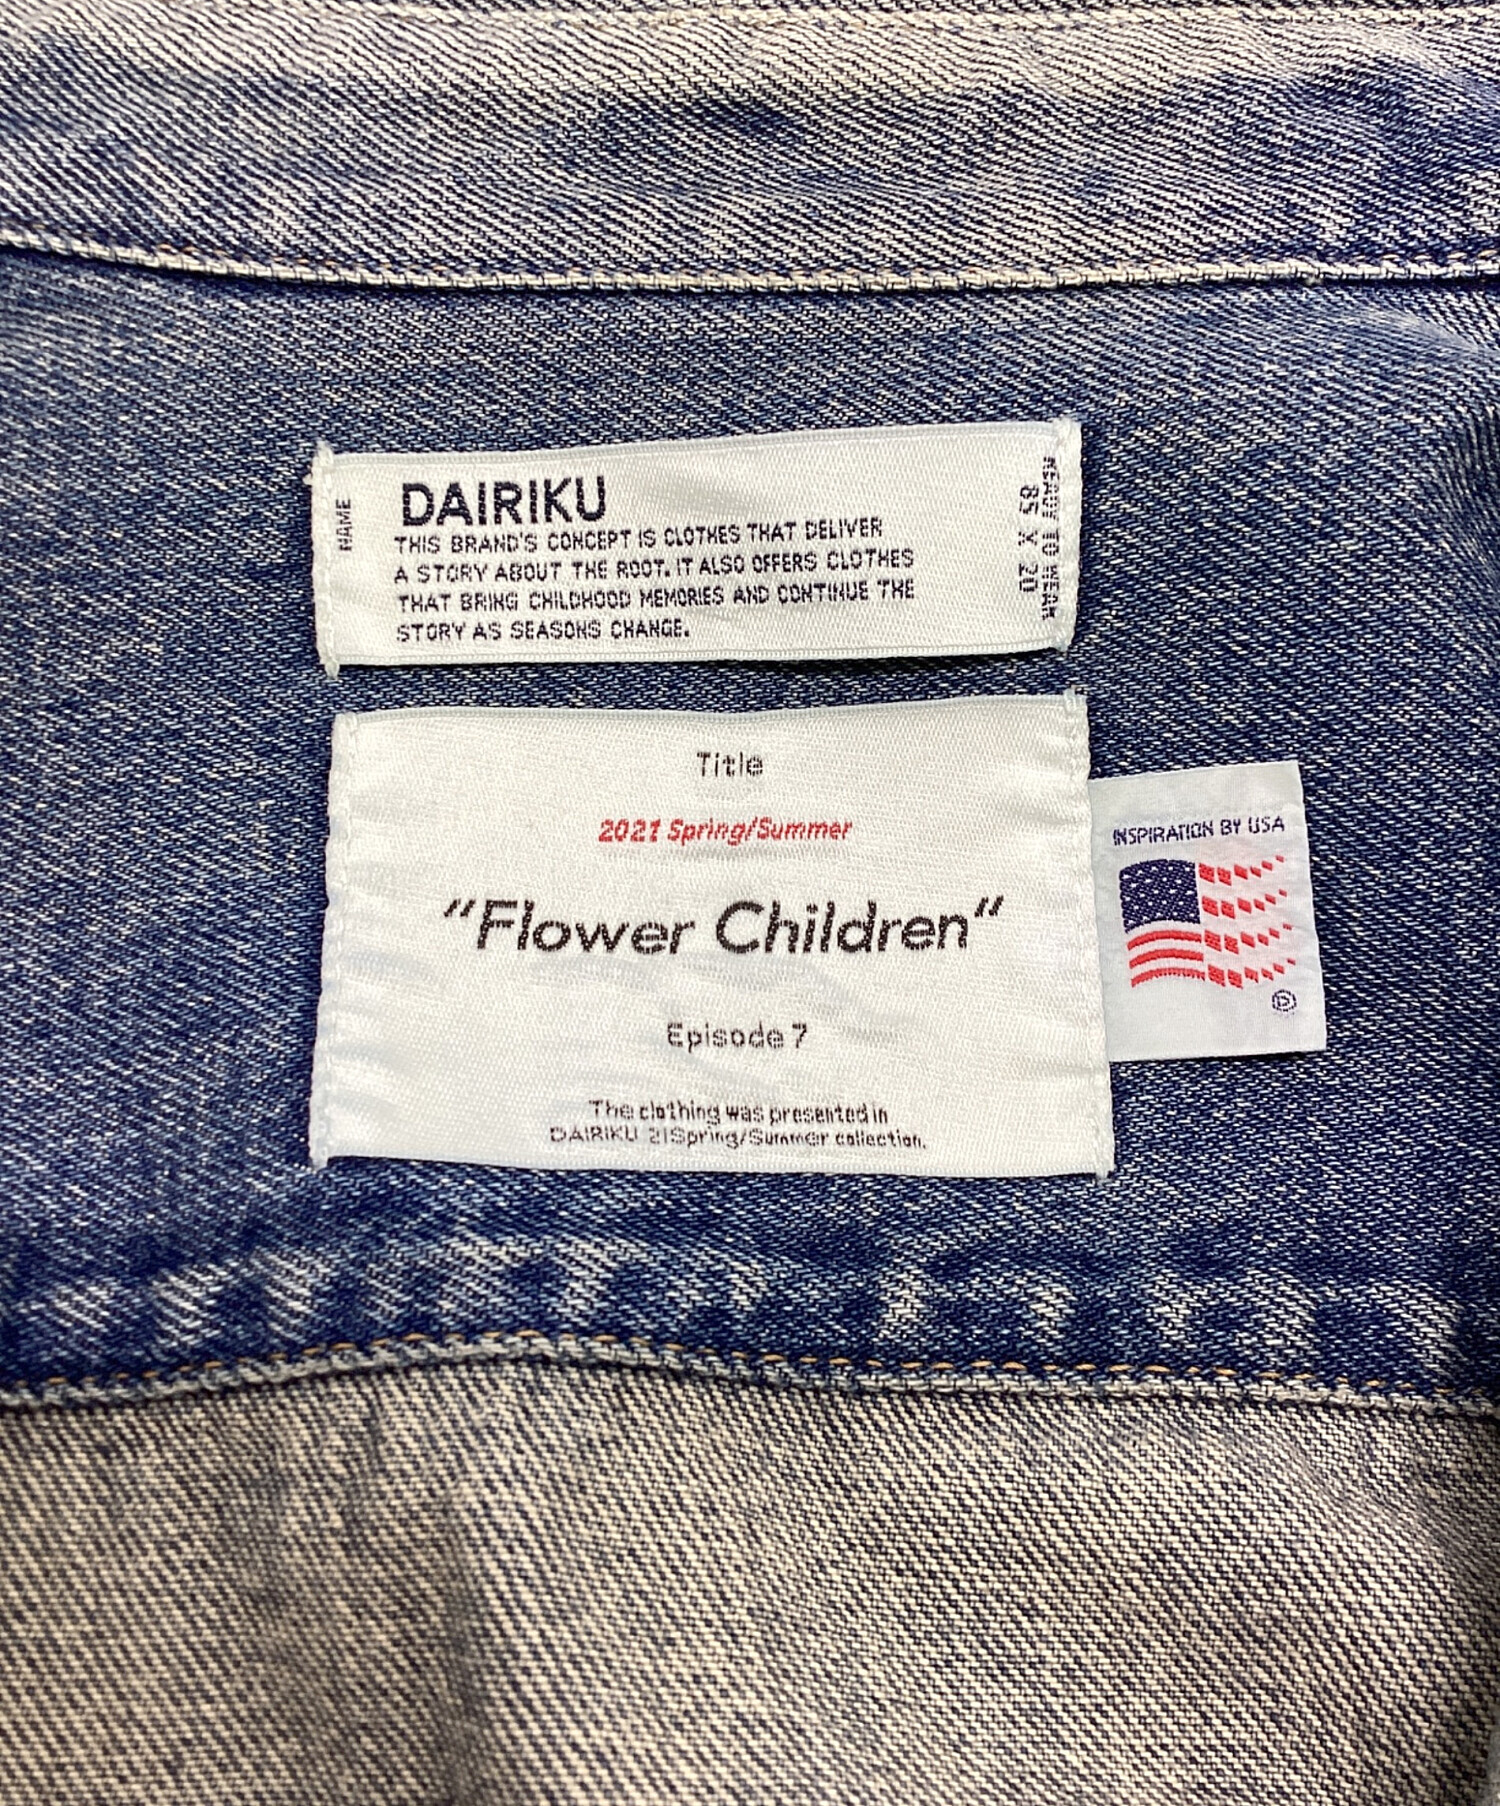 NAME
DAIRIKU
THIS BRAND'S CONCEPT IS CLOTHES THAT DELIVER
A STORY ABOUT THE ROOT. IT ALSO OFFERS CLOTHES
THAT BRING CHILDHOOD MEMORIES AND CONTINUE THE
STORY AS SEASONS CHANGE.
READY TO WEAR
85 X 20
Title
2021 Spring/Summer
"Flower Children"
Episode 7
The clothing was presented in
DAIRIKU 21Spring/Summer collection.
INSPIRATION BY USA
Ⓓ